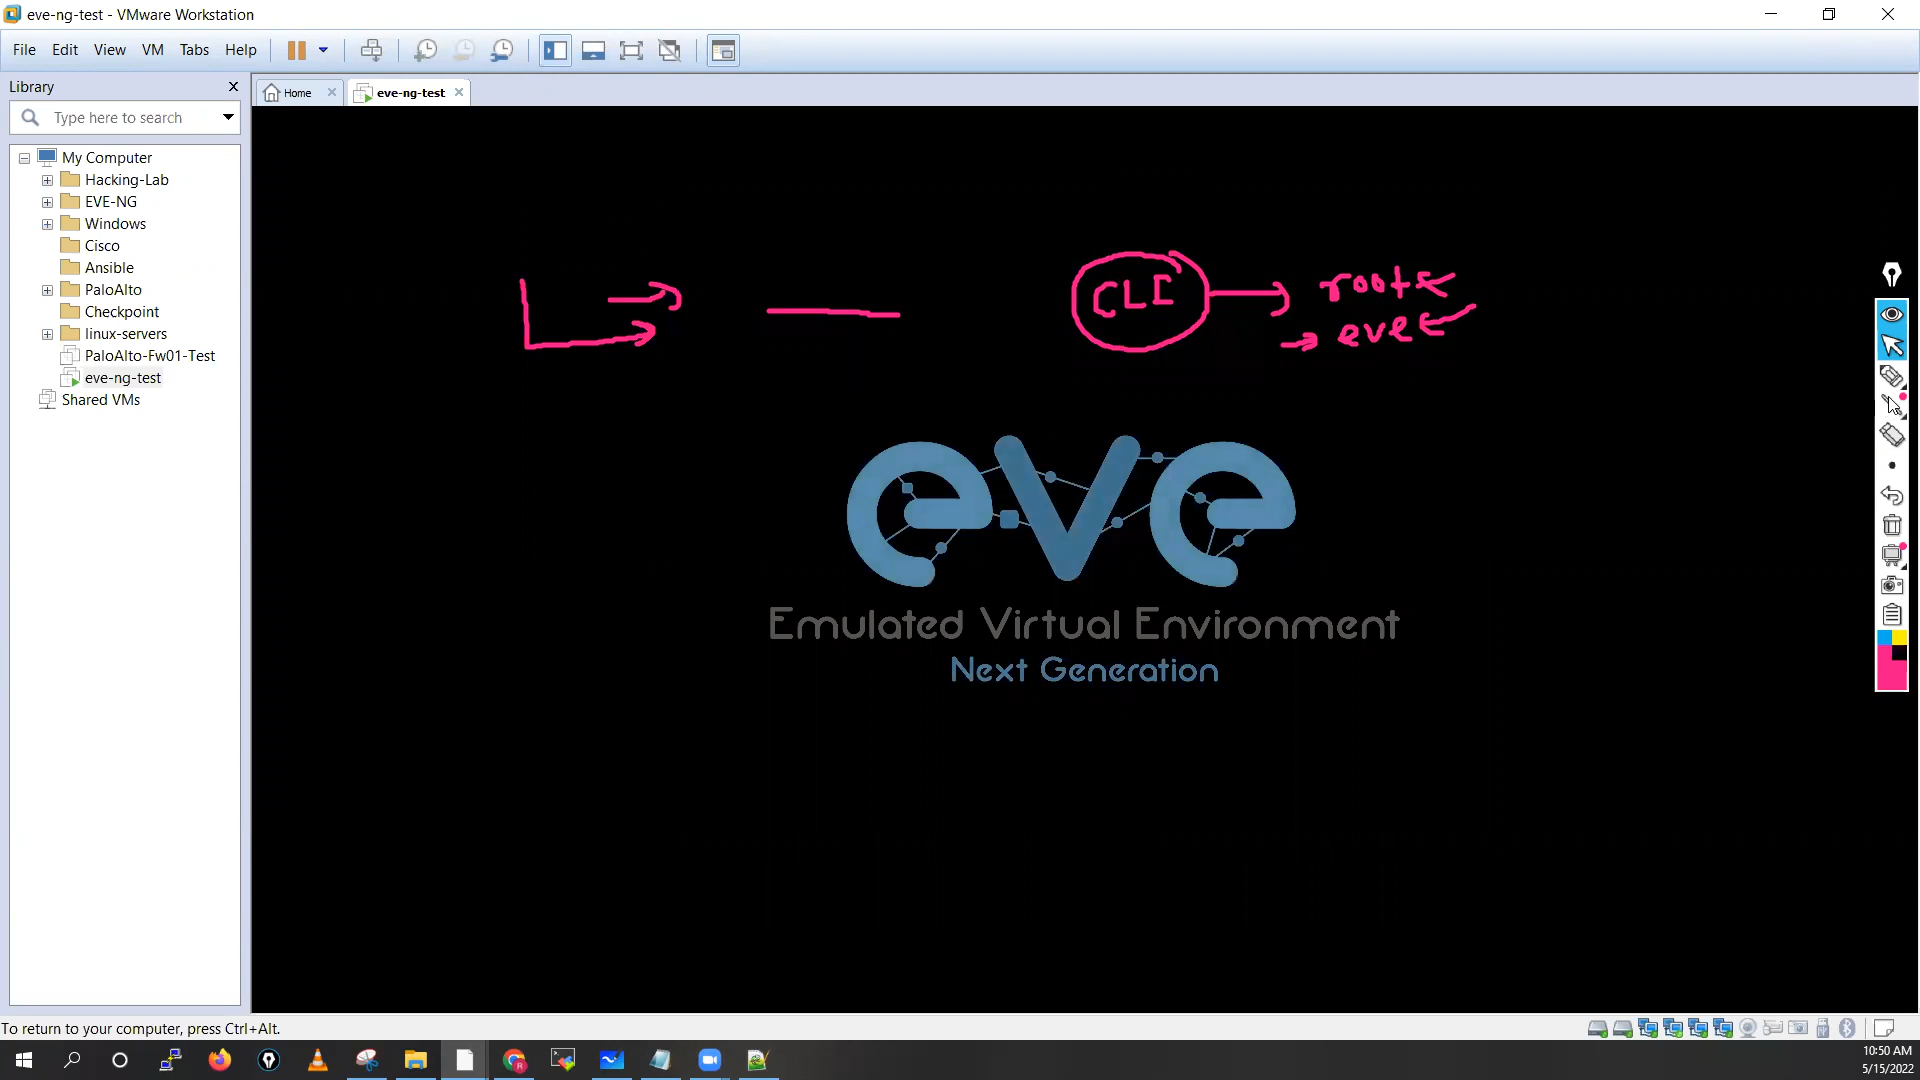 eve-ng-test - VMware Workstation
File Edit View VM Tabs Help
Library
Type here to search
Home
eve-ng-test
My Computer
Hacking-Lab
EVE-NG
Windows
Cisco
Ansible
PaloAlto
Checkpoint
linux-servers
PaloAlto-Fw01-Test
eve-ng-test
Shared VMs
CLI
root
eve
eve
Emulated Virtual Environment
Next Generation
To return to your computer, press Ctrl+Alt.
10:50 AM
5/15/2022